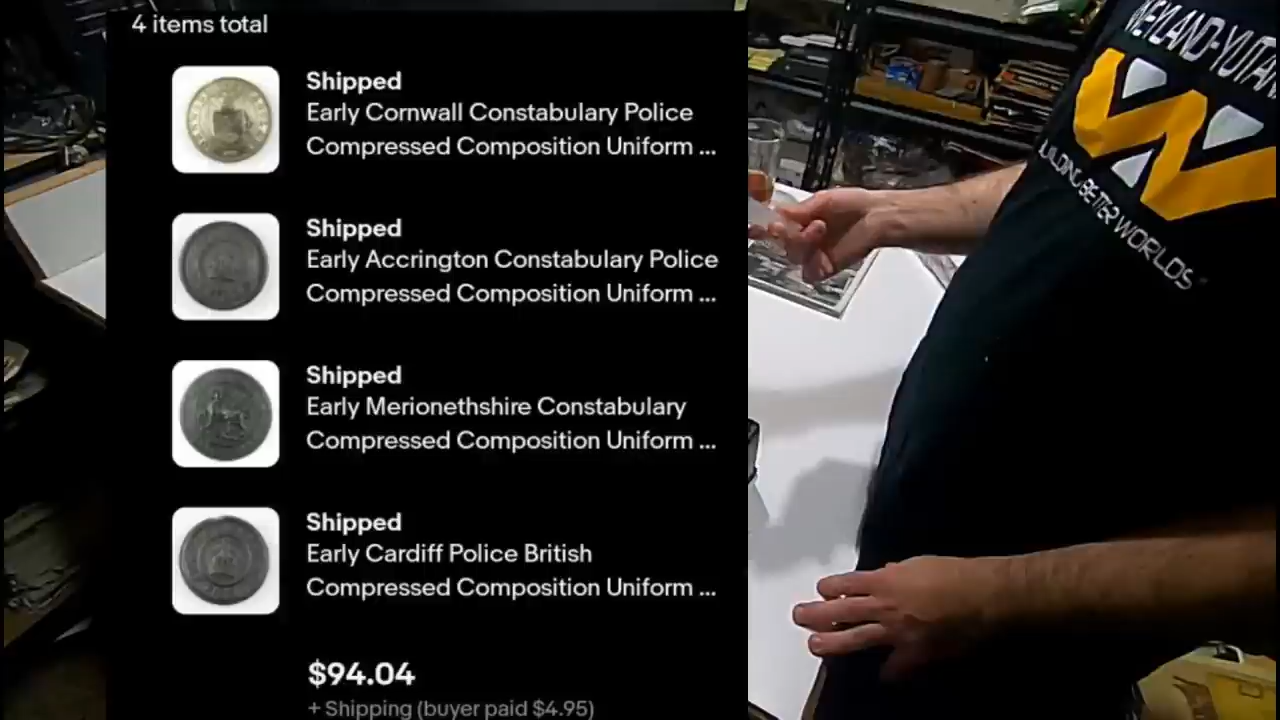 4 items total
Shipped
Early Cornwall Constabulary Police
Compressed Composition Uniform ...
Shipped
Early Accrington Constabulary Police
Compressed Composition Uniform ...
Shipped
Early Merionethshire Constabulary
Compressed Composition Uniform ...
Shipped
Early Cardiff Police British
Compressed Composition Uniform ...
$94.04
+ Shipping (buyer paid $4.95)
WEYLAND-YUTANI
BUILDING BETTER WORLDS